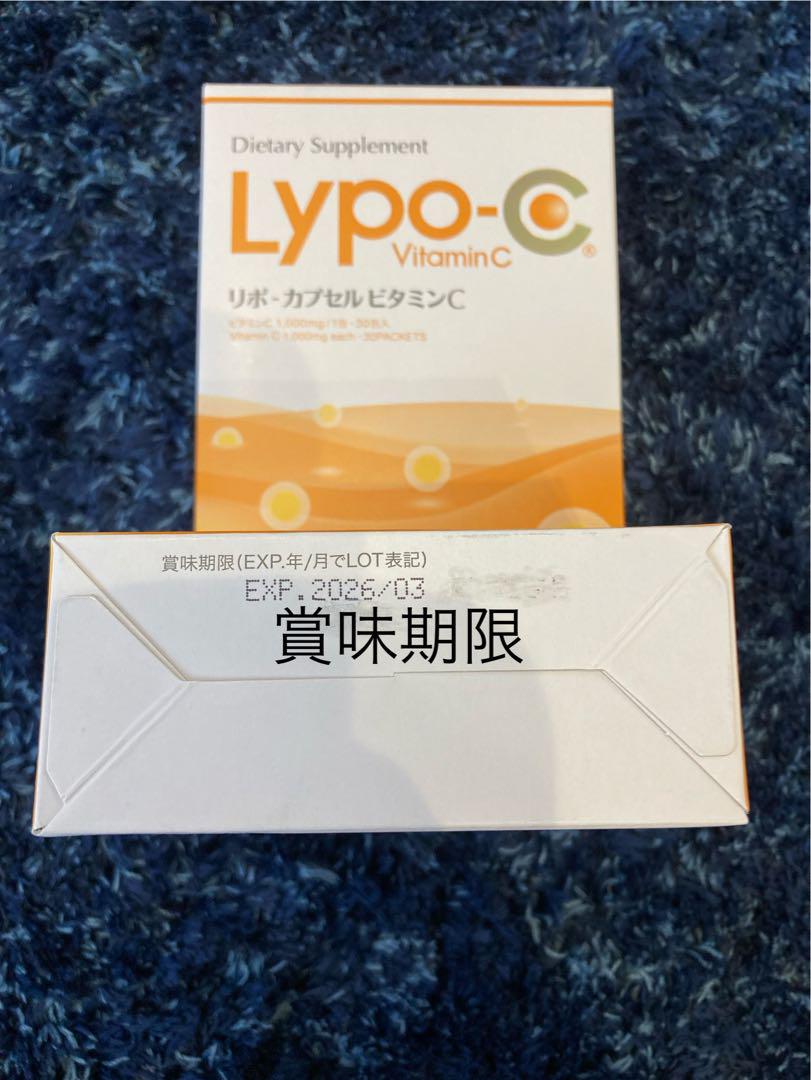 Dietary Supplement
Lypo-C®
Vitamin C
リポ-カプセル ビタミンC
ビタミンC 1,000mg/1包・30包入
Vitamin C 1,000mg each・30PACKETS
賞味期限(EXP.年/月でLOT表記)
EXP.2026/03
賞味期限